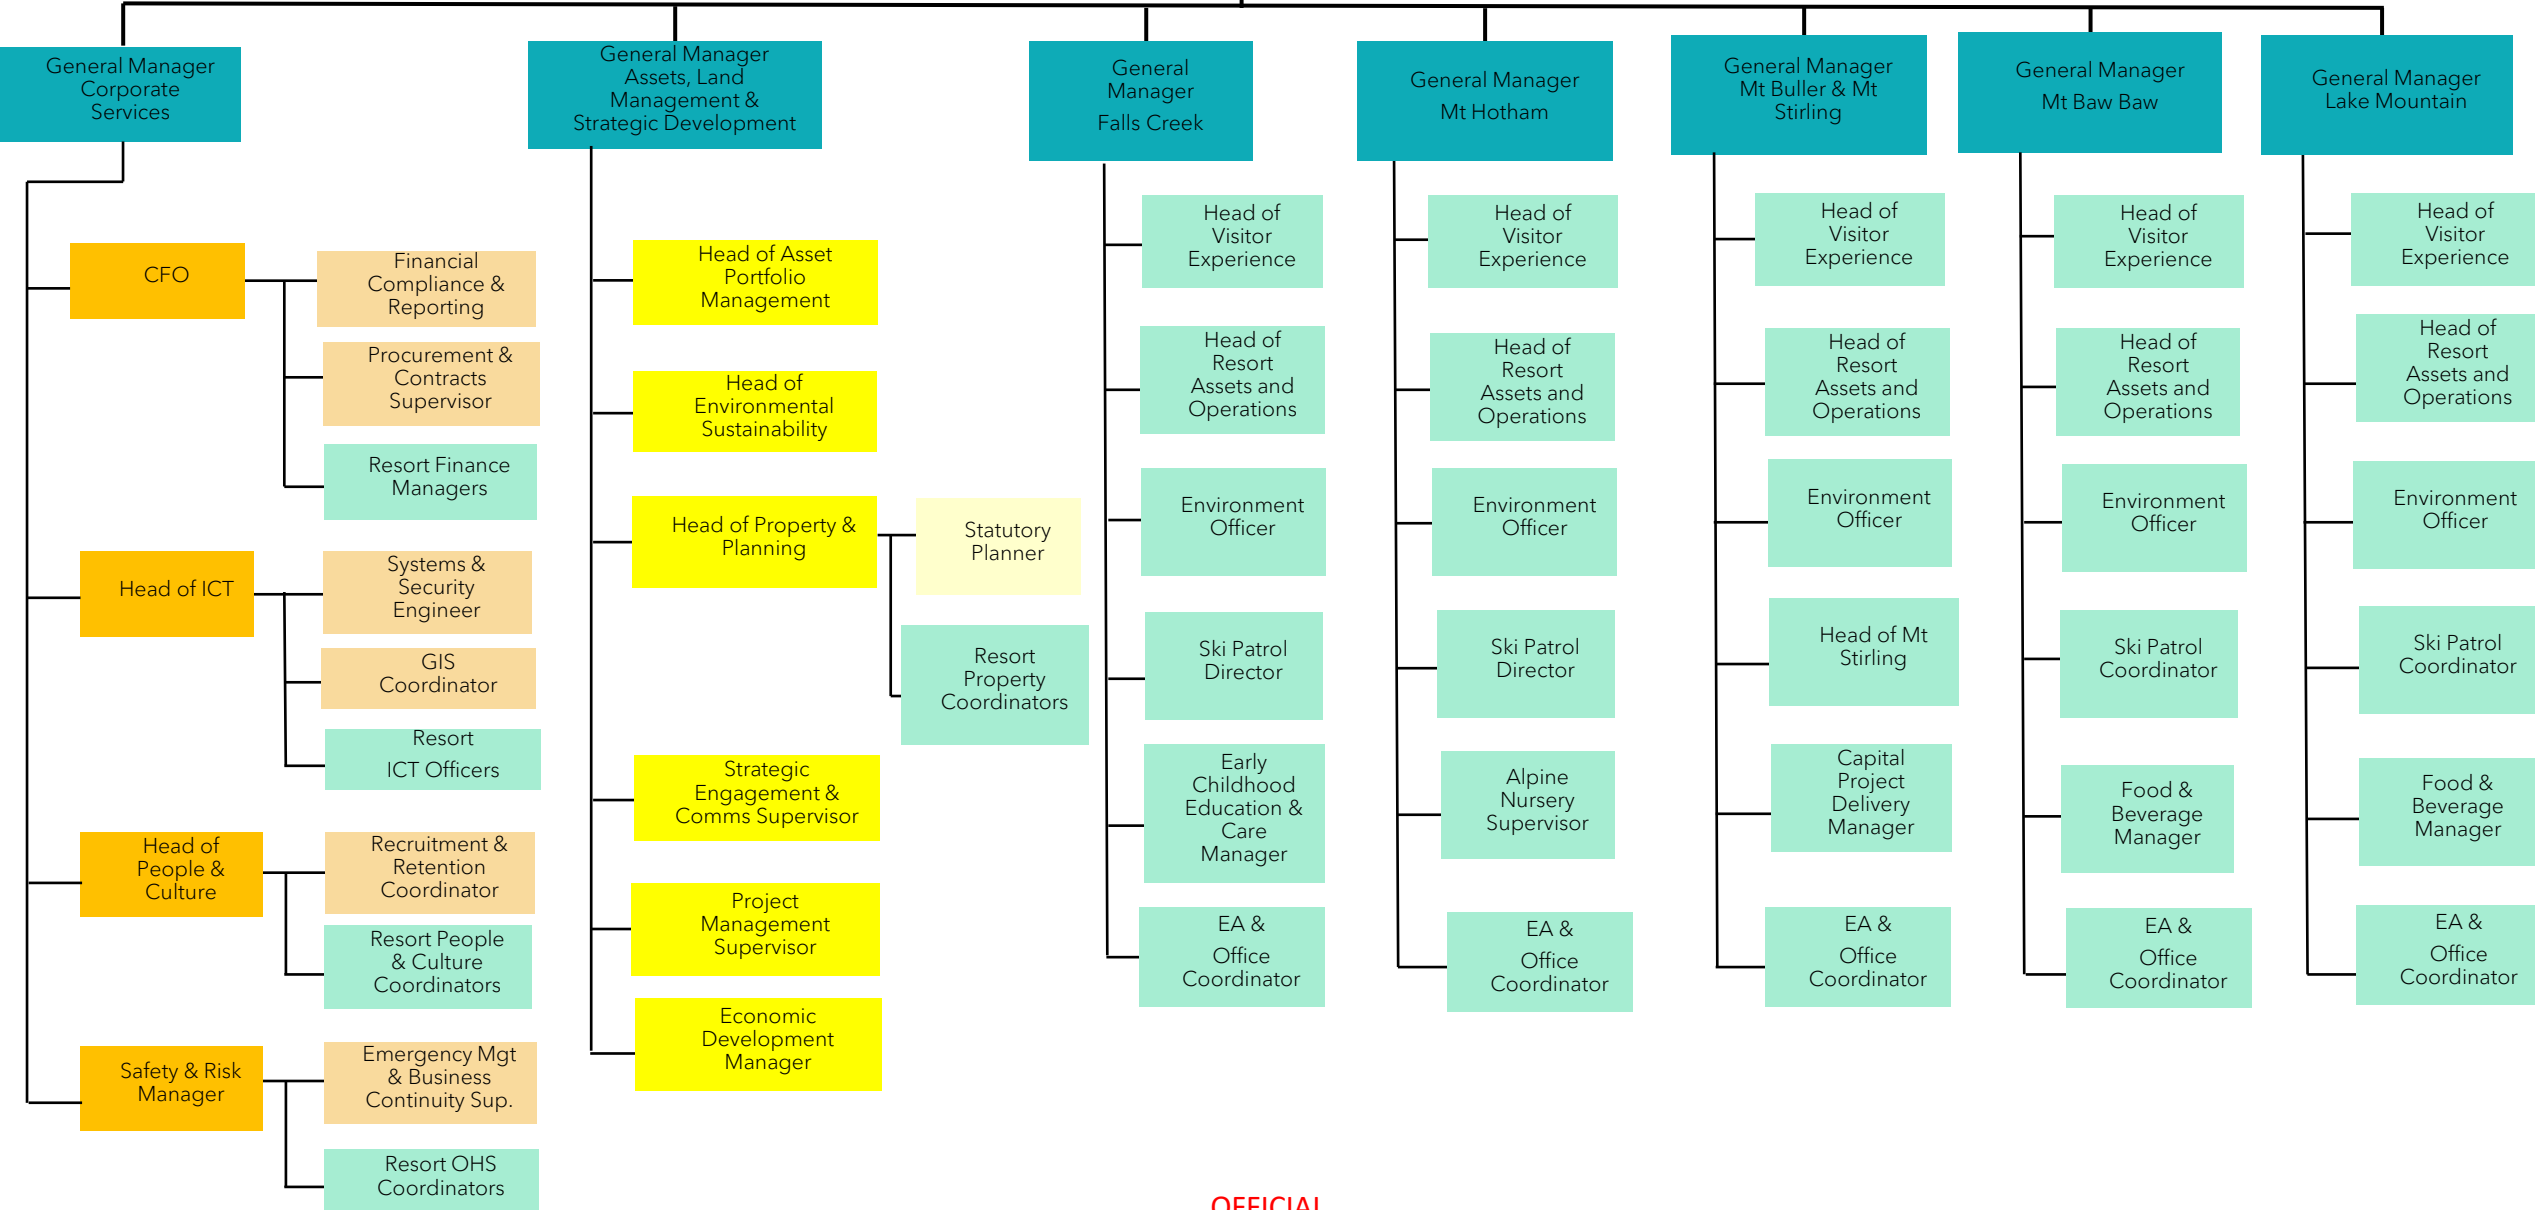 General Manager
Corporate
Services
General Manager
Assets, Land
Management &
Strategic Development
General
Manager
Falls Creek
General Manager
Mt Hotham
General Manager
Mt Buller & Mt
Stirling
General Manager
Mt Baw Baw
General Manager
Lake Mountain
CFO
Financial
Compliance &
Reporting
Procurement &
Contracts
Supervisor
Resort Finance
Managers
Head of ICT
Systems &
Security
Engineer
GIS
Coordinator
Resort
ICT Officers
Head of
People &
Culture
Recruitment &
Retention
Coordinator
Resort People
& Culture
Coordinators
Safety & Risk
Manager
Emergency Mgt
& Business
Continuity Sup.
Resort OHS
Coordinators
Head of Asset
Portfolio
Management
Head of
Environmental
Sustainability
Head of Property &
Planning
Statutory
Planner
Resort
Property
Coordinators
Strategic
Engagement &
Comms Supervisor
Project
Management
Supervisor
Economic
Development
Manager
Head of
Visitor
Experience
Head of
Resort
Assets and
Operations
Environment
Officer
Ski Patrol
Director
Early
Childhood
Education &
Care
Manager
EA &
Office
Coordinator
Head of
Visitor
Experience
Head of
Resort
Assets and
Operations
Environment
Officer
Ski Patrol
Director
Alpine
Nursery
Supervisor
EA &
Office
Coordinator
Head of
Visitor
Experience
Head of
Resort
Assets and
Operations
Environment
Officer
Head of Mt
Stirling
Capital
Project
Delivery
Manager
EA &
Office
Coordinator
Head of
Visitor
Experience
Head of
Resort
Assets and
Operations
Environment
Officer
Ski Patrol
Coordinator
Food &
Beverage
Manager
EA &
Office
Coordinator
Head of
Visitor
Experience
Head of
Resort
Assets and
Operations
Environment
Officer
Ski Patrol
Coordinator
Food &
Beverage
Manager
EA &
Office
Coordinator
OFFICIAL